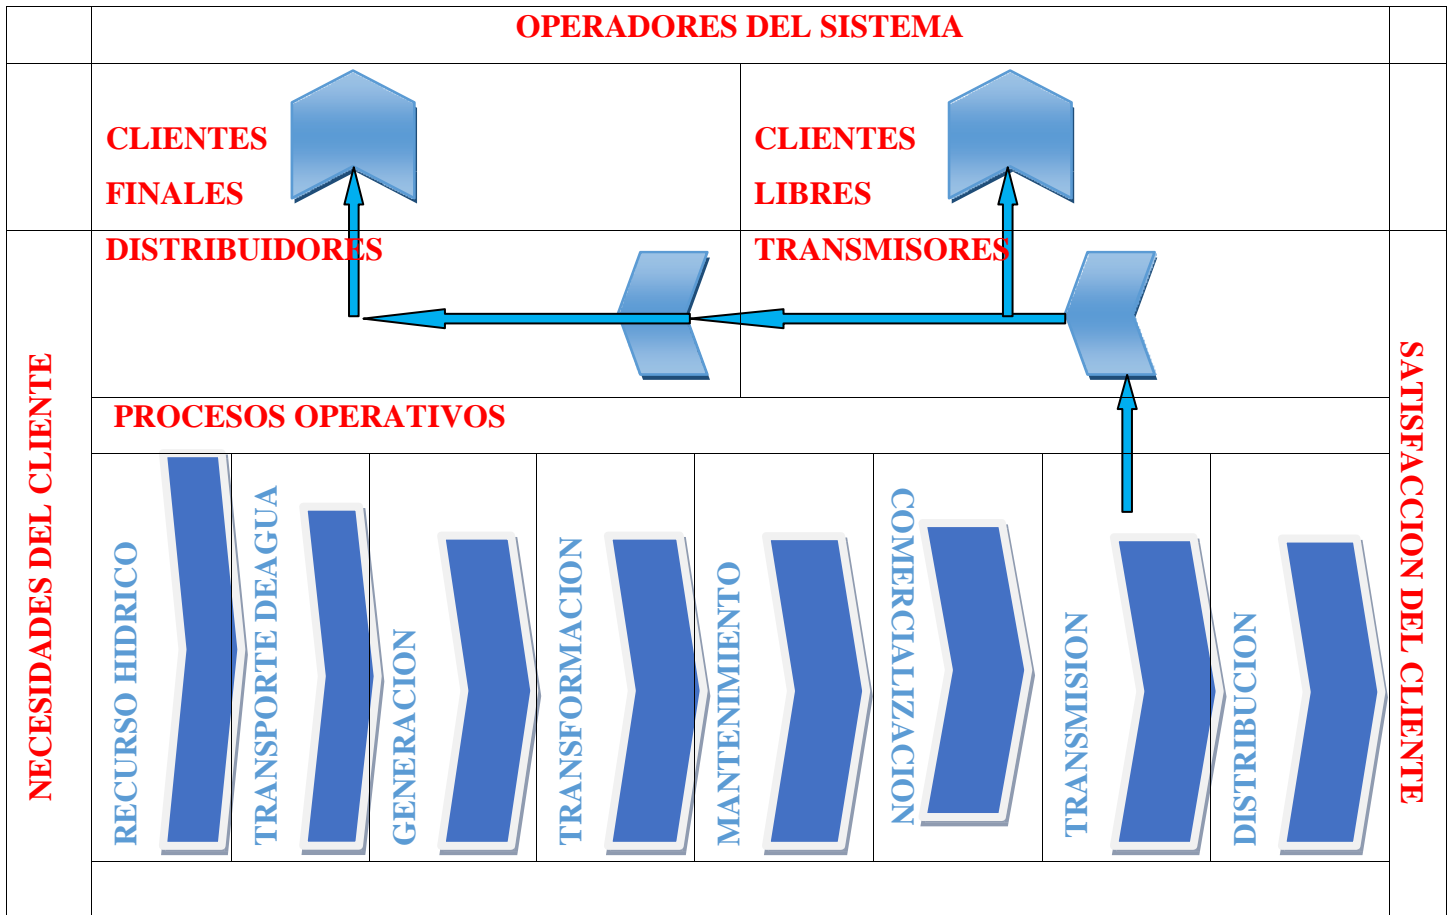 OPERADORES DEL SISTEMA
CLIENTES
FINALES
DISTRIBUIDORES
CLIENTES
LIBRES
TRANSMISORES
NECESIDADES DEL CLIENTE
PROCESOS OPERATIVOS
RECURSO HIDRICO
TRANSPORTE DEAGUA
GENERACION
TRANSFORMACION
MANTENIMIENTO
COMERCIALIZACION
TRANSMISION
DISTRIBUCION
SATISFACCION DEL CLIENTE